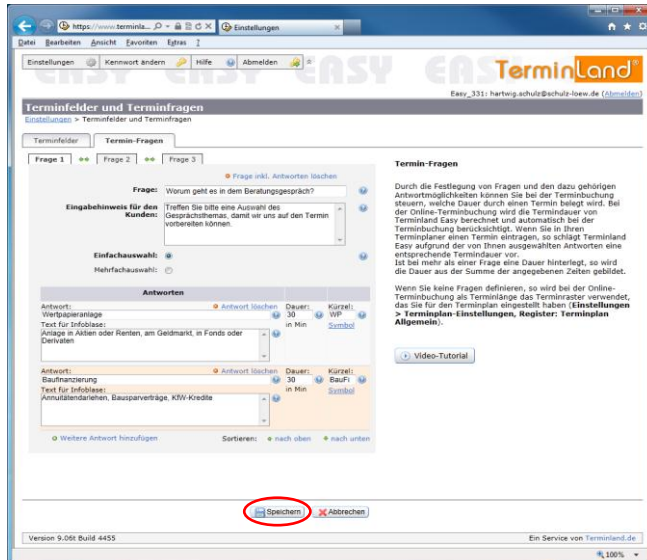 https://www.terminla...
Einstellungen
Datei Bearbeiten Ansicht Favoriten Extras ?
Einstellungen Kennwort ändern Hilfe Abmelden
EASY EASY EASY
Terminland®
Easy_331: hartwig.schulz@schulz-loew.de (Abmelden)
Terminfelder und Terminfragen
Einstellungen > Terminfelder und Terminfragen
Terminfelder Termin-Fragen
Frage 1 Frage 2 Frage 3
Frage inkl. Antworten löschen
Frage: Worum geht es in dem Beratungsgespräch?
Eingabehinweis für den Kunden:
Treffen Sie bitte eine Auswahl des
Gesprächsthemas, damit wir uns auf den Termin
vorbereiten können.
Einfachauswahl:
Mehrfachauswahl:
Antworten
Antwort: Antwort löschen Dauer: Kürzel:
Wertpapieranlage 30 WP
Text für Infoblase: in Min Symbol
Anlage in Aktien oder Renten, am Geldmarkt, in Fonds oder
Derivaten
Antwort: Antwort löschen Dauer: Kürzel:
Baufinanzierung 30 BauFi
Text für Infoblase: in Min Symbol
Annuitätendarlehen, Bausparverträge, KfW-Kredite
Weitere Antwort hinzufügen Sortieren: nach oben nach unten
Termin-Fragen
Durch die Festlegung von Fragen und den dazu gehörigen
Antwortmöglichkeiten können Sie bei der Terminbuchung
steuern, welche Dauer durch einen Termin belegt wird. Bei
der Online-Terminbuchung wird die Termindauer von
Terminland Easy berechnet und automatisch bei der
Terminbuchung berücksichtigt. Wenn Sie in Ihren
Terminplaner einen Termin eintragen, so schlägt Terminland
Easy aufgrund der von Ihnen ausgewählten Antworten eine
entsprechende Termindauer vor.
Ist bei mehr als einer Frage eine Dauer hinterlegt, so wird
die Dauer aus der Summe der angegebenen Zeiten gebildet.
Wenn Sie keine Fragen definieren, so wird bei der Online-
Terminbuchung als Terminlänge das Terminraster verwendet,
das Sie für den Terminplan eingestellt haben (Einstellungen
> Terminplan-Einstellungen, Register: Terminplan
Allgemein).
Video-Tutorial
Speichern Abbrechen
Version 9.06t Build 4455
Ein Service von Terminland.de
100%